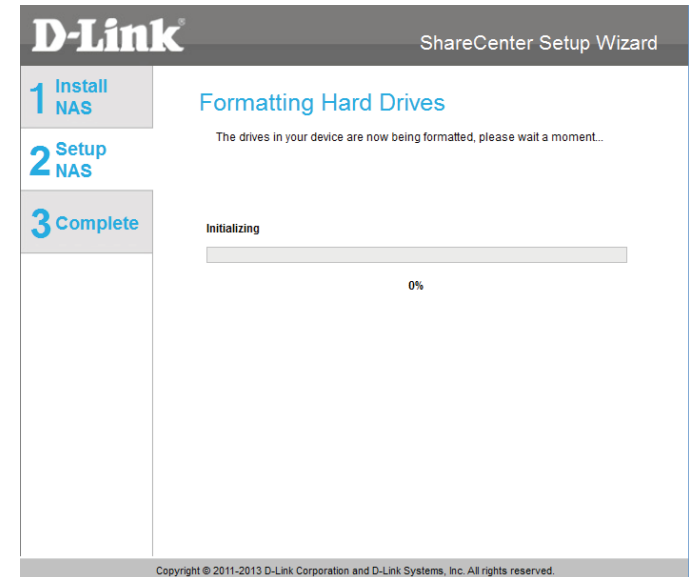 D-Link®
ShareCenter Setup Wizard
1 Install
NAS
2 Setup
NAS
3 Complete
Formatting Hard Drives
The drives in your device are now being formatted, please wait a moment...
Initializing
0%
Copyright © 2011-2013 D-Link Corporation and D-Link Systems, Inc. All rights reserved.